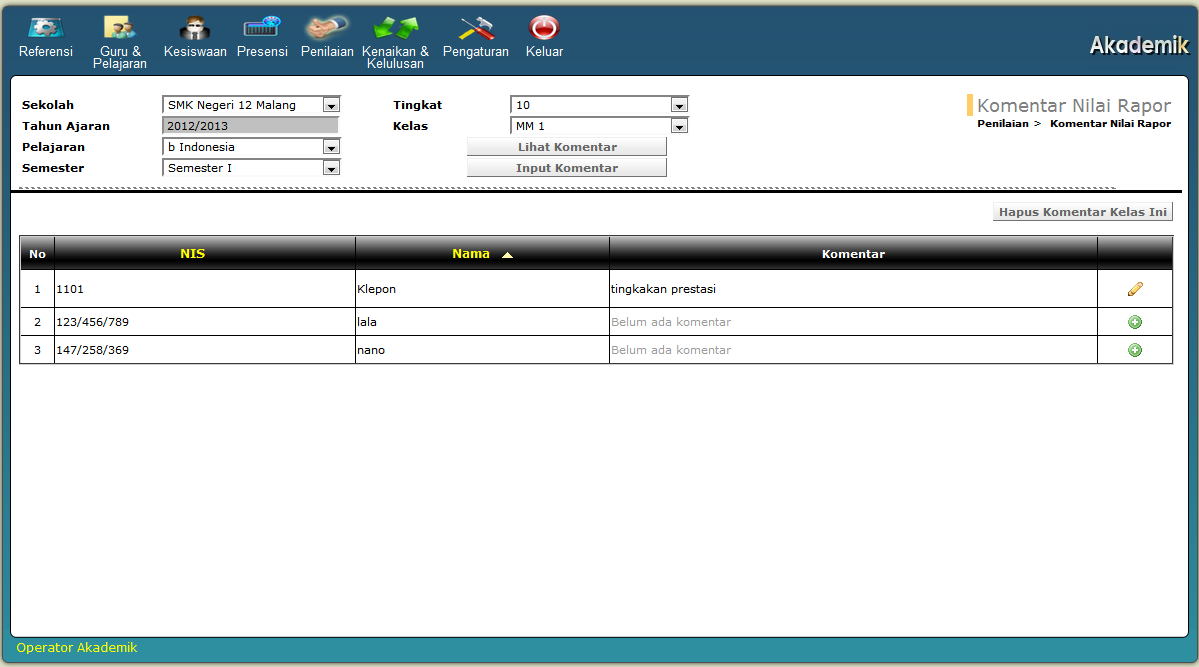 Referensi
Guru &
Pelajaran
Kesiswaan
Presensi
Penilaian
Kenaikan &
Kelulusan
Pengaturan
Keluar
Akademik
Sekolah SMK Negeri 12 Malang Tingkat 10
Tahun Ajaran 2012/2013 Kelas MM 1
Pelajaran b Indonesia Lihat Komentar
Semester Semester I Input Komentar
Komentar Nilai Rapor
Penilaian > Komentar Nilai Rapor
Hapus Komentar Kelas Ini
No NIS Nama Komentar
1 1101 Klepon tingkakan prestasi
2 123/456/789 lala Belum ada komentar
3 147/258/369 nano Belum ada komentar
Operator Akademik